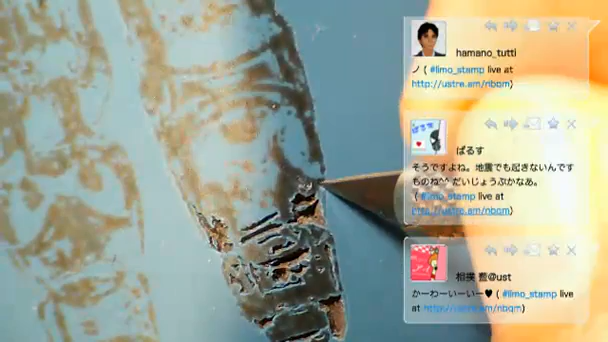 hamano_tutti
ノ ( #limo_stamp live at
http://ustre.am/nbqm)
ぱるす
そうですよね。地震でも起きないんです
ものね^^ だいじょうぶかなあ。
( #limo_stamp live at
http://ustre.am/nbqm)
相撲 藍@ust
かーわーいーいー♥ ( #limo_stamp live
at http://ustre.am/nbqm)